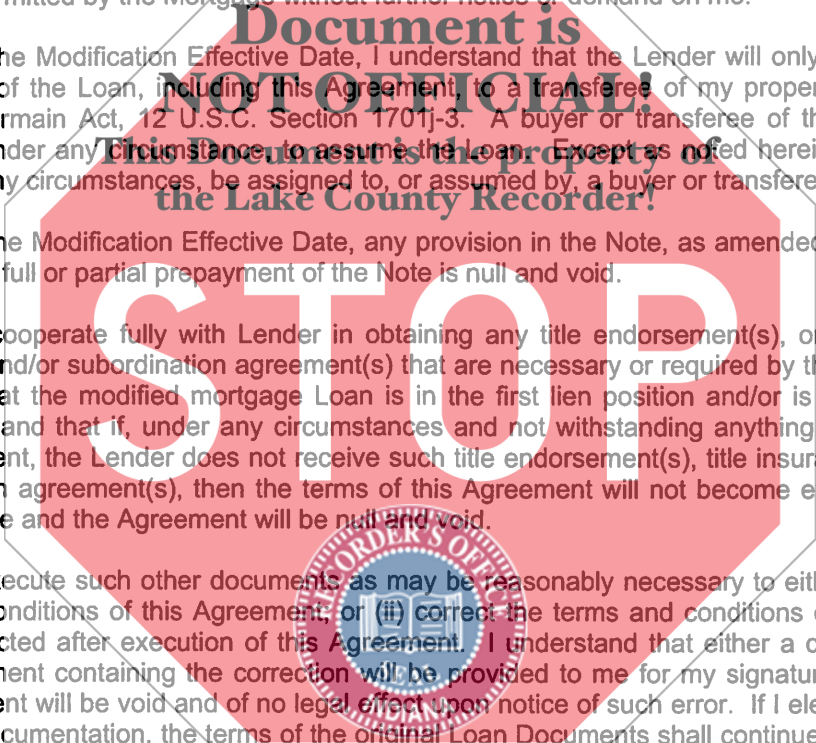 mitted by the Mortgage without further notice or demand on me.
Document is
he Modification Effective Date, I understand that the Lender will only
of the Loan, including this Agreement, to a transferee of my proper
NOT OFFICIAL!
rmain Act, 12 U.S.C. Section 1701j-3. A buyer or transferee of th
nder any circumstance, to assume the Loan. Except as noted herei
This Document is the property of
y circumstances, be assigned to, or assumed by, a buyer or transfere
the Lake County Recorder!
he Modification Effective Date, any provision in the Note, as amended
full or partial prepayment of the Note is null and void.
STOP
cooperate fully with Lender in obtaining any title endorsement(s), or
nd/or subordination agreement(s) that are necessary or required by th
at the modified mortgage Loan is in the first lien position and/or is
and that if, under any circumstances and not withstanding anything
ent, the Lender does not receive such title endorsement(s), title insura
n agreement(s), then the terms of this Agreement will not become e
e and the Agreement will be null and void.
ecute such other documents as may be reasonably necessary to eith
onditions of this Agreement; or (ii) correct the terms and conditions
cted after execution of this Agreement. I understand that either a c
ment containing the correction will be provided to me for my signatur
ent will be void and of no legal effect upon notice of such error. If I ele
cumentation, the terms of the original Loan Documents shall continue
RECORDER'S OFFICE
SEAL
INDIANA